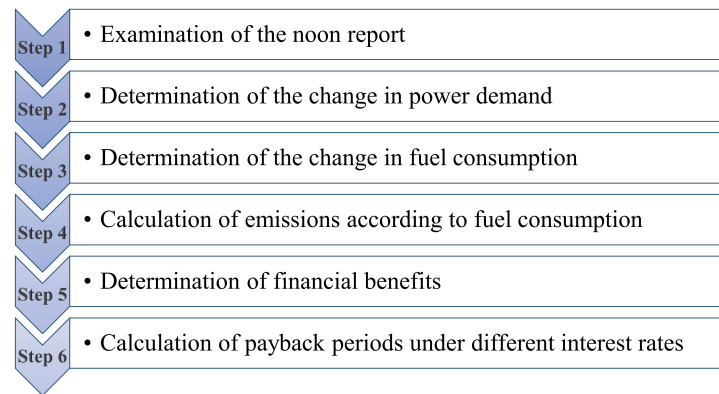 Step 1
• Examination of the noon report
Step 2
• Determination of the change in power demand
Step 3
• Determination of the change in fuel consumption
Step 4
• Calculation of emissions according to fuel consumption
Step 5
• Determination of financial benefits
Step 6
• Calculation of payback periods under different interest rates